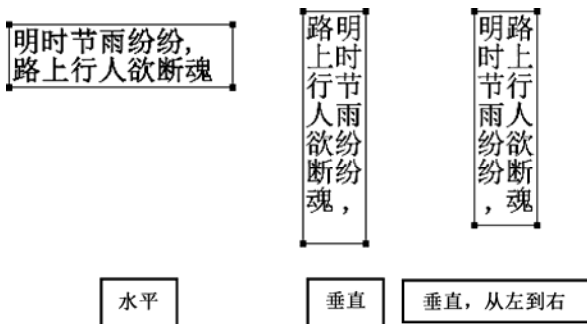 明时节雨纷纷,
路上行人欲断魂
明时节雨纷纷，
路上行人欲断魂
明时节雨纷纷，
路上行人欲断魂
水平
垂直
垂直，从左到右